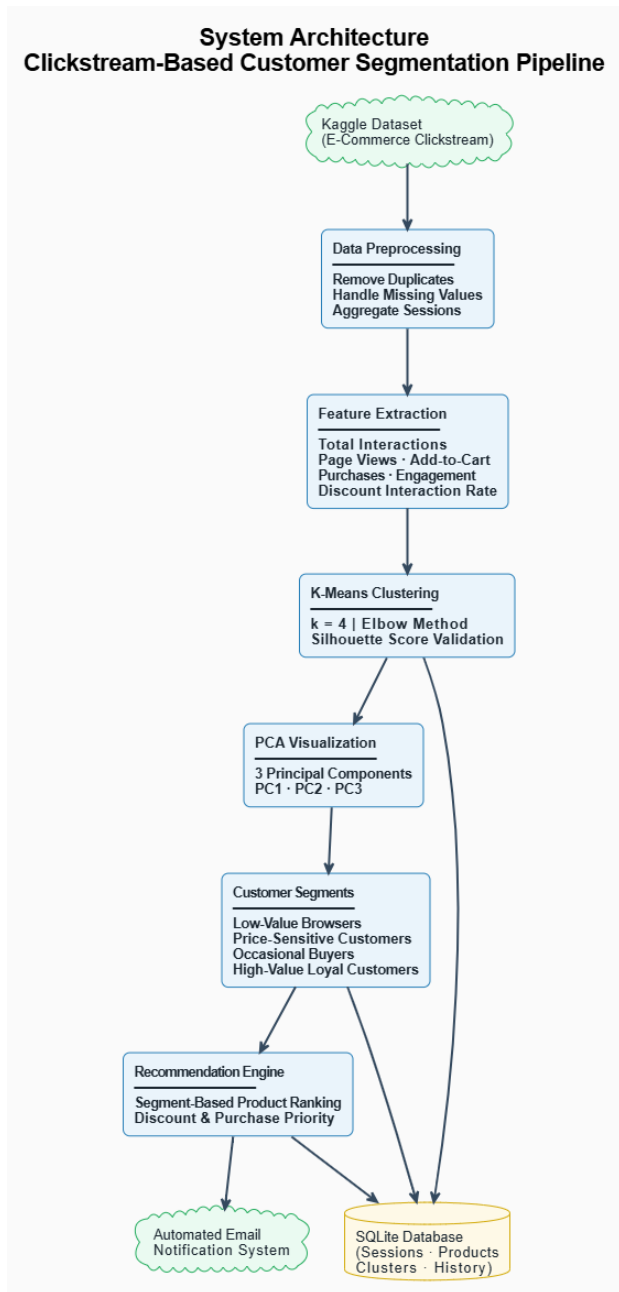 System Architecture
Clickstream-Based Customer Segmentation Pipeline
Kaggle Dataset
(E-Commerce Clickstream)
Data Preprocessing
Remove Duplicates
Handle Missing Values
Aggregate Sessions
Feature Extraction
Total Interactions
Page Views · Add-to-Cart
Purchases · Engagement
Discount Interaction Rate
K-Means Clustering
k = 4 | Elbow Method
Silhouette Score Validation
PCA Visualization
3 Principal Components
PC1 · PC2 · PC3
Customer Segments
Low-Value Browsers
Price-Sensitive Customers
Occasional Buyers
High-Value Loyal Customers
Recommendation Engine
Segment-Based Product Ranking
Discount & Purchase Priority
Automated Email
Notification System
SQLite Database
(Sessions · Products
Clusters · History)